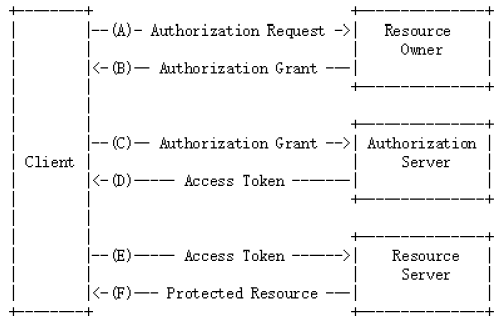 (A) Authorization Request
Resource
Owner
(B) Authorization Grant
(C) Authorization Grant
Authorization
Client
Server
(D) Access Token
(E) Access Token
Resource
Server
(F) Protected Resource